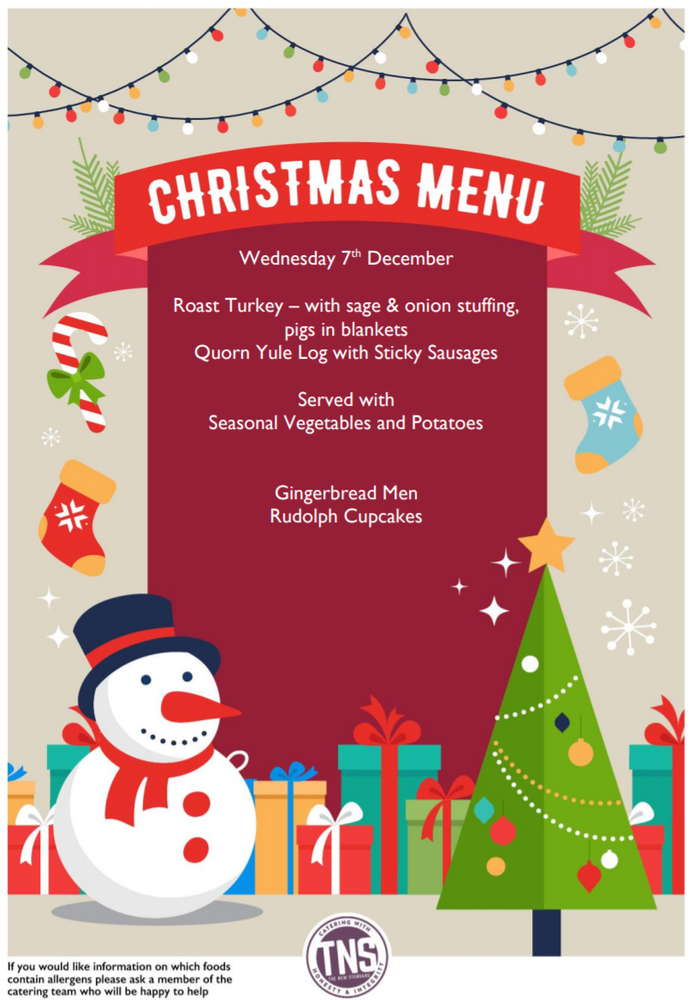 CHRISTMAS MENU
Wednesday 7th December
Roast Turkey – with sage & onion stuffing,
pigs in blankets
Quorn Yule Log with Sticky Sausages
Served with
Seasonal Vegetables and Potatoes
Gingerbread Men
Rudolph Cupcakes
If you would like information on which foods
contain allergens please ask a member of the
catering team who will be happy to help
CATERING WITH
TNS
THE NEW STANDARD
HONESTY & INTEGRITY